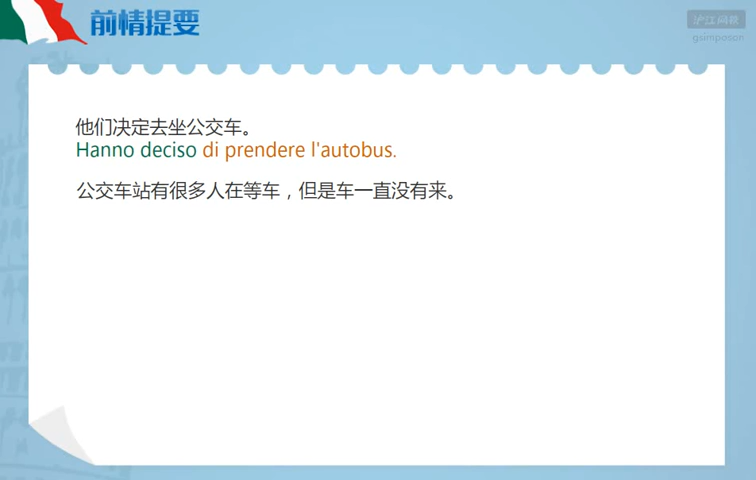 前情提要
沪江网校
gsimpson
他们决定去坐公交车。
Hanno deciso di prendere l'autobus.
公交车站有很多人在等车，但是车一直没有来。